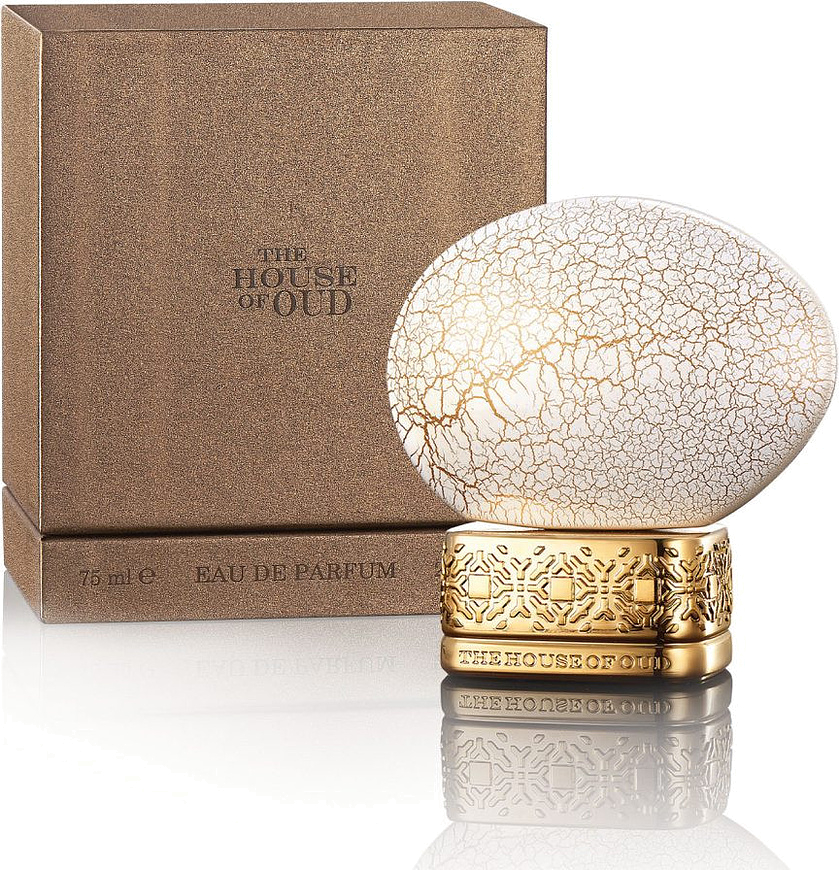 THE
HOUSE
OF OUD
75 ml ℮ EAU DE PARFUM
THE HOUSE OF OUD